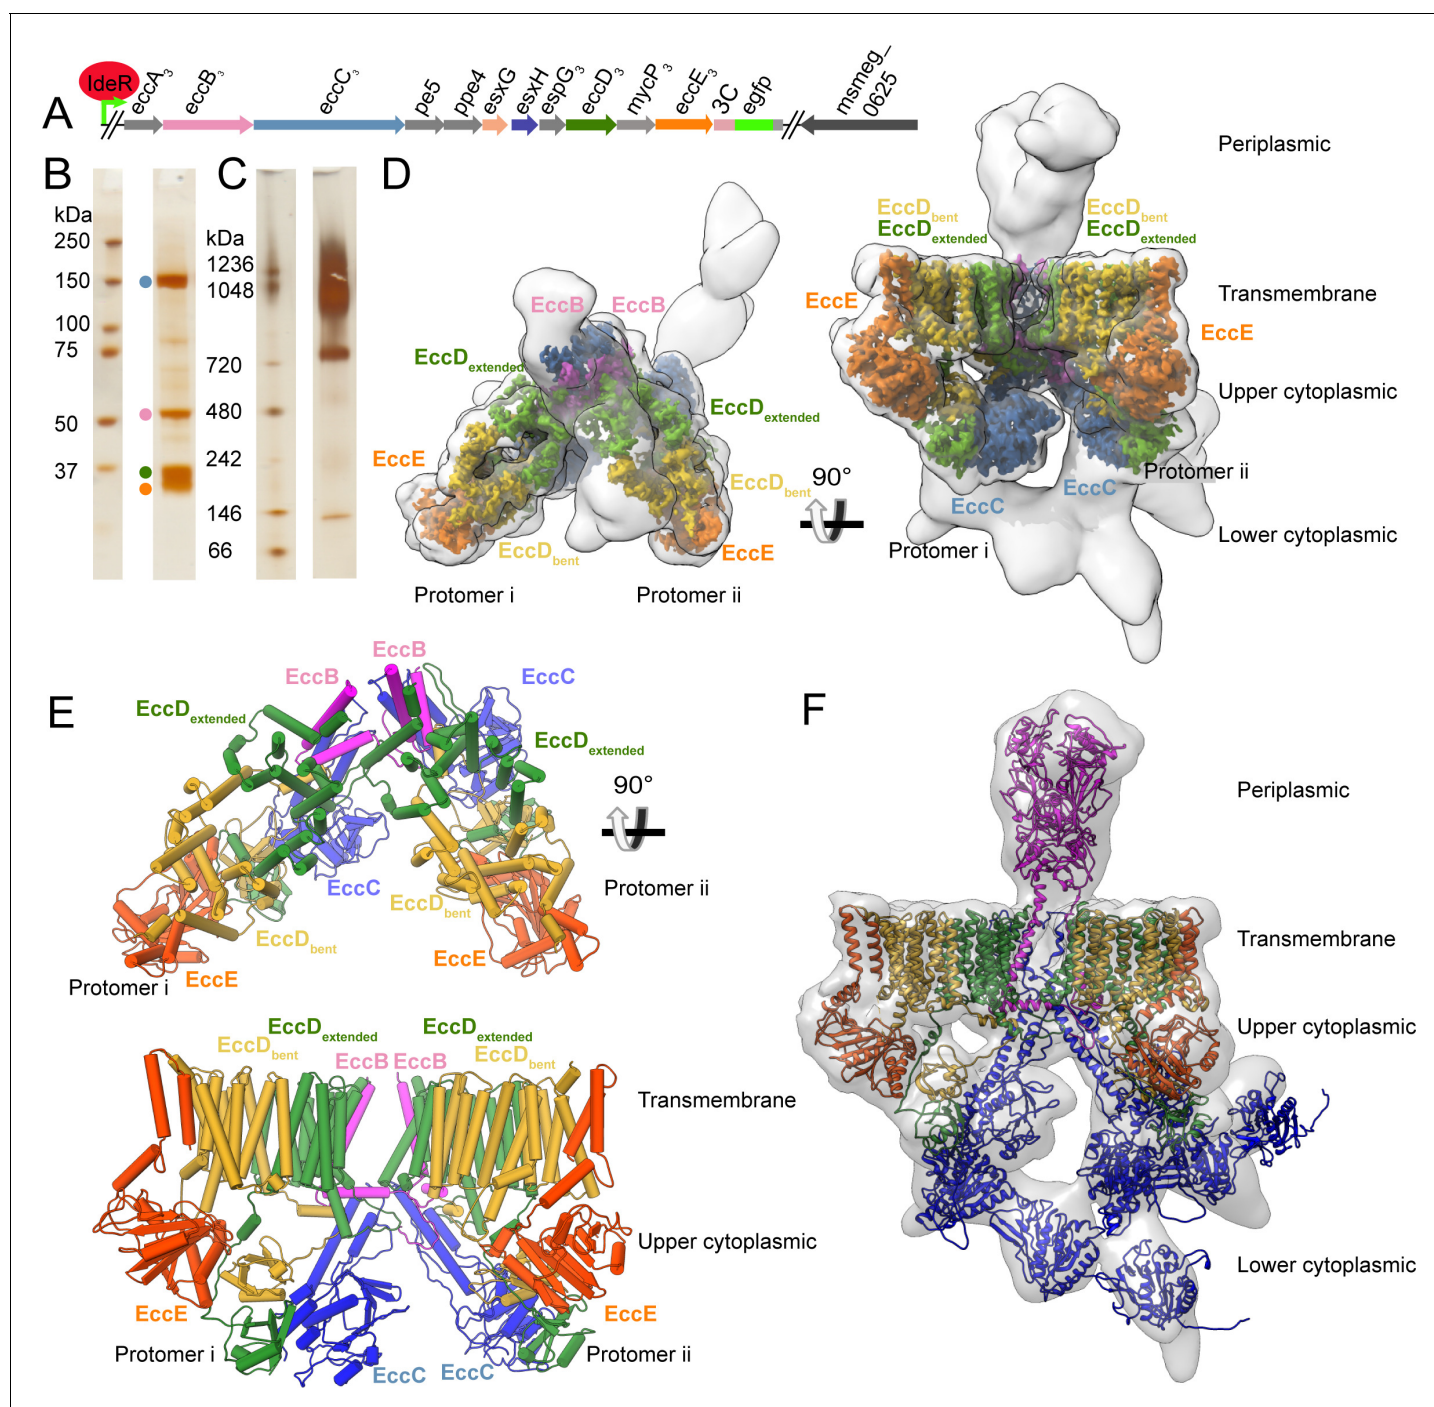 A
IdeR
eccA3
eccB3
eccC3
pe5
ppe4
esxG
esxH
espG3
eccD3
mycP3
eccE3
3C
egfp
msmeg_
0625
B
kDa
250
150
100
75
50
37
C
kDa
1236
1048
720
480
242
146
66
D
EccB
EccB
EccDextended
EccDextended
EccE
EccDbent
EccDbent
EccE
Protomer i
Protomer ii
90°
Periplasmic
EccDbent
EccDextended
EccDbent
EccDextended
EccE
Transmembrane
EccE
Upper cytoplasmic
Protomer ii
EccC
EccC
Lower cytoplasmic
Protomer i
E
EccB
EccB
EccC
EccDextended
EccDextended
90°
EccC
EccDbent
Protomer ii
EccDbent
EccE
EccE
Protomer i
EccDextended
EccDextended
EccDbent
EccDbent
EccB
EccB
Transmembrane
Upper cytoplasmic
EccE
EccE
Protomer i
Protomer ii
EccC
EccC
F
Periplasmic
Transmembrane
Upper cytoplasmic
Lower cytoplasmic